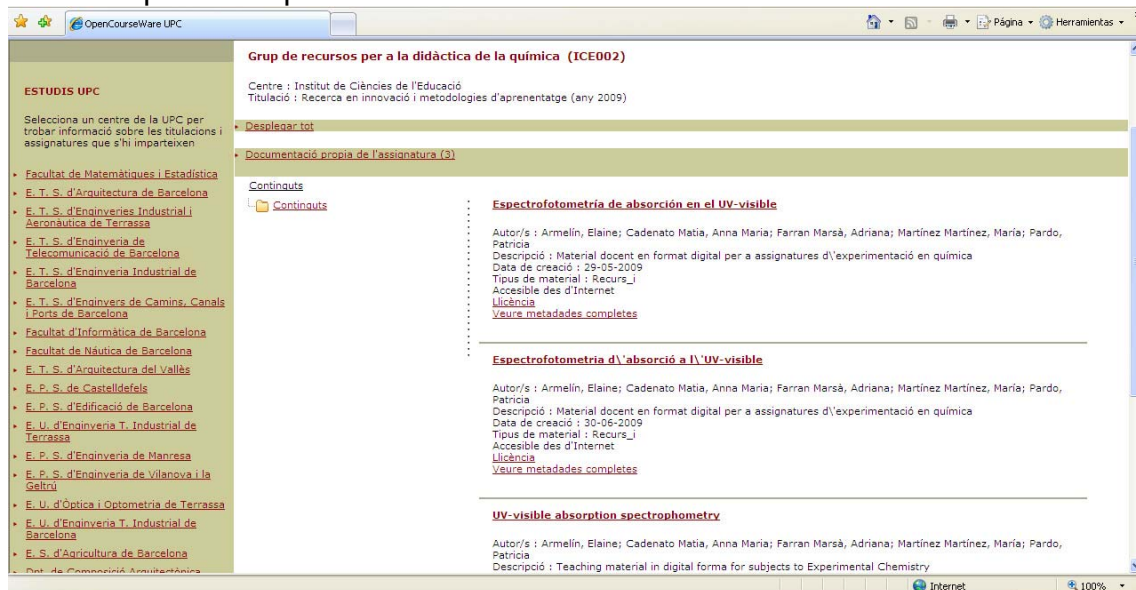 OpenCourseWare UPC
Página
Herramientas
ESTUDIS UPC
Selecciona un centre de la UPC per
trobar informació sobre les titulacions i
assignatures que s'hi imparteixen
Facultat de Matemàtiques i Estadística
E. T. S. d'Arquitectura de Barcelona
E. T. S. d'Enginyeries Industrial i
Aeronàutica de Terrassa
E. T. S. d'Enginyeria de
Telecomunicació de Barcelona
E. T. S. d'Enginyeria Industrial de
Barcelona
E. T. S. d'Enginyers de Camins, Canals
i Ports de Barcelona
Facultat d'Informàtica de Barcelona
Facultat de Náutica de Barcelona
E. T. S. d'Arquitectura del Vallès
E. P. S. de Castelldefels
E. P. S. d'Edificació de Barcelona
E. U. d'Enginyeria T. Industrial de
Terrassa
E. P. S. d'Enginyeria de Manresa
E. P. S. d'Enginyeria de Vilanova i la
Geltrú
E. U. d'Òptica i Optometria de Terrassa
E. U. d'Enginyeria T. Industrial de
Barcelona
E. S. d'Agricultura de Barcelona
Dpt. de Composició Arquitectònica
Grup de recursos per a la didàctica de la química (ICE002)
Centre : Institut de Ciències de l'Educació
Titulació : Recerca en innovació i metodologies d'aprenentatge (any 2009)
Desplegar tot
Documentació propia de l'assignatura (3)
Continguts
Continguts
Espectrofotometría de absorción en el UV-visible
Autor/s : Armelín, Elaine; Cadenato Matia, Anna Maria; Farran Marsà, Adriana; Martínez Martínez, María; Pardo,
Patricia
Descripció : Material docent en format digital per a assignatures d\'experimentació en química
Data de creació : 29-05-2009
Tipus de material : Recurs_i
Accesible des d'Internet
Llicència
Veure metadades completes
Espectrofotometria d\'absorció a l\'UV-visible
Autor/s : Armelín, Elaine; Cadenato Matia, Anna Maria; Farran Marsà, Adriana; Martínez Martínez, María; Pardo,
Patricia
Descripció : Material docent en format digital per a assignatures d\'experimentació en química
Data de creació : 30-06-2009
Tipus de material : Recurs_i
Accesible des d'Internet
Llicència
Veure metadades completes
UV-visible absorption spectrophometry
Autor/s : Armelín, Elaine; Cadenato Matia, Anna Maria; Farran Marsà, Adriana; Martínez Martínez, María; Pardo,
Patricia
Descripció : Teaching material in digital forma for subjects to Experimental Chemistry
Internet
100%